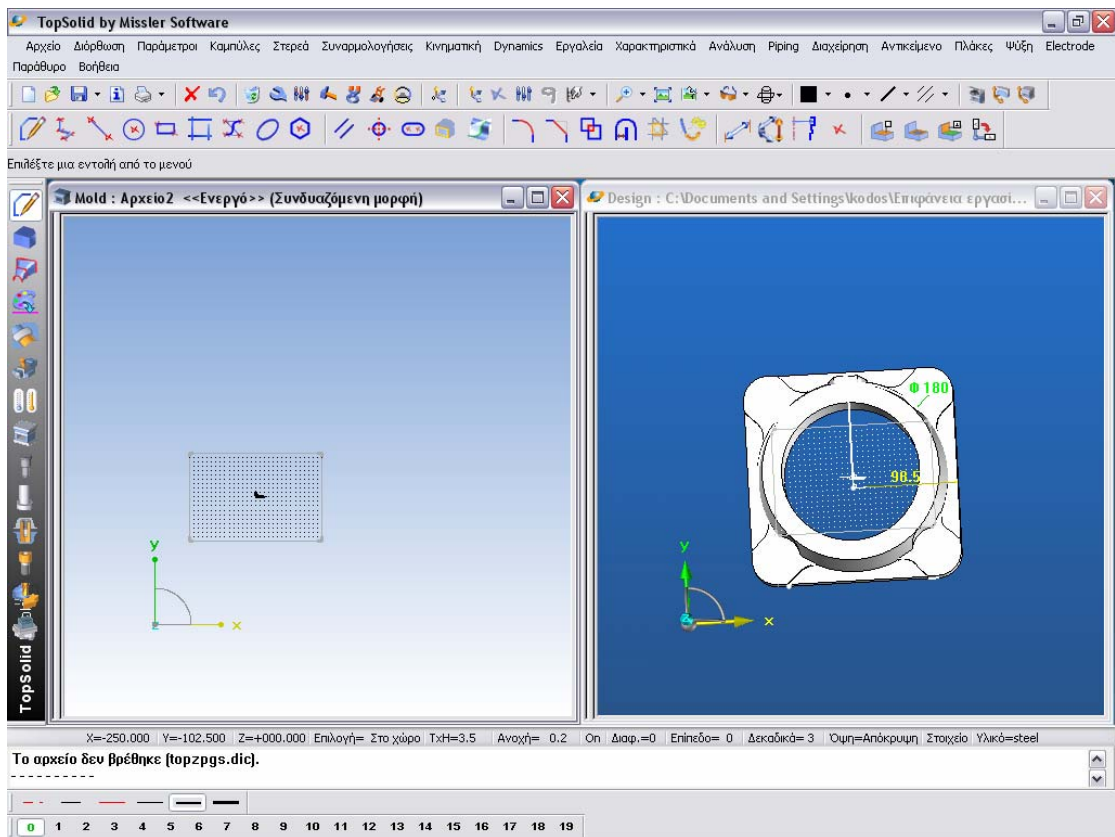 TopSolid by Missler Software
Αρχείο Διόρθωση Παράμετροι Καμπύλες Στερεά Συναρμολογήσεις Κινηματική Dynamics Εργαλεία Χαρακτηριστικά Ανάλυση Piping Διαχείρηση Αντικείμενο Πλάκες Ψύξη Electrode
Παράθυρο Βοήθεια
Επιλέξτε μια εντολή από το μενού
Mold : Αρχείο2 <<Ενεργό>> (Συνδυαζόμενη μορφή)
Design : C:\Documents and Settings\kodos\Επιφάνεια εργασί...
Φ 180
98.5
Y
X
Z
Y
X
TopSolid
X=-250.000 Y=-102.500 Z=+000.000 Επιλογή= Στο χώρο TxH=3.5 Ανοχή= 0.2 On Διαφ.=0 Επίπεδο= 0 Δεκαδικά= 3 Όψη=Απόκρυψη Στοιχείο Υλικό=steel
Το αρχείο δεν βρέθηκε (topzpgs.dic).
----------
0 1 2 3 4 5 6 7 8 9 10 11 12 13 14 15 16 17 18 19